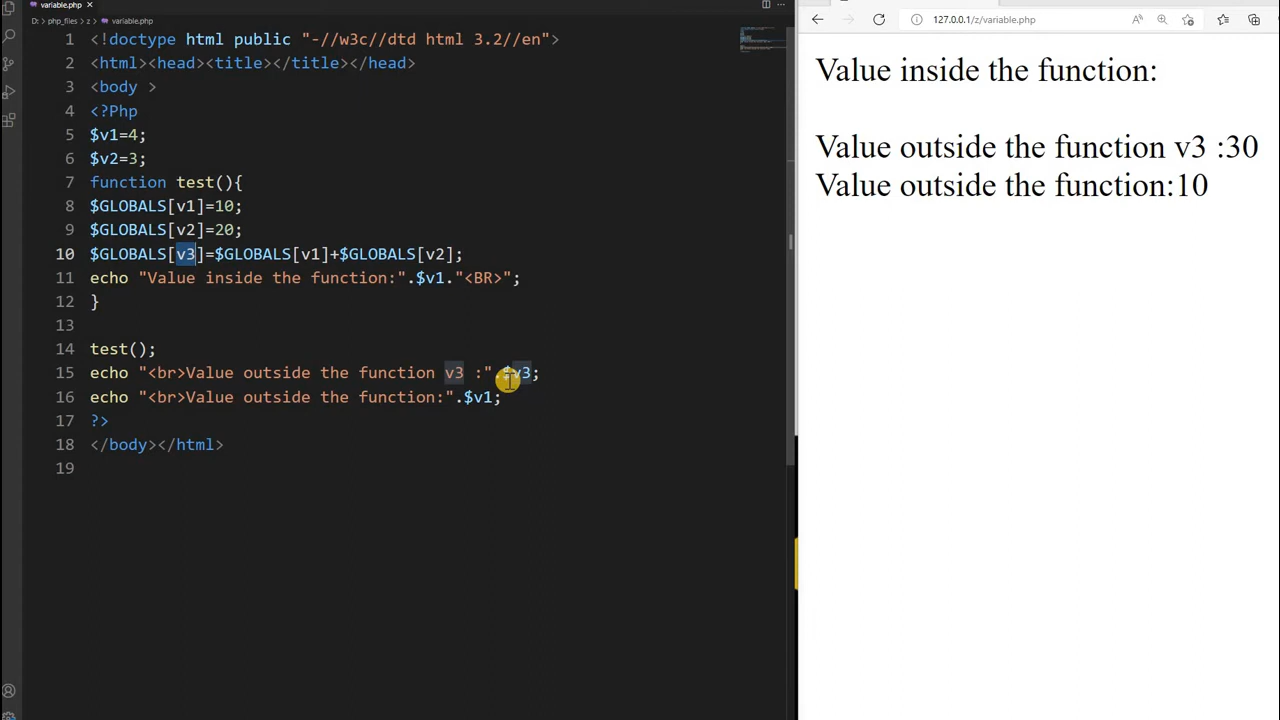 variable.php
D: > php_files > z > variable.php
1 <!doctype html public "-//w3c//dtd html 3.2//en">
2 <html><head><title></title></head>
3 <body >
4 <?Php
5 $v1=4;
6 $v2=3;
7 function test(){
8 $GLOBALS[v1]=10;
9 $GLOBALS[v2]=20;
10 $GLOBALS[v3]=$GLOBALS[v1]+$GLOBALS[v2];
11 echo "Value inside the function:".$v1."<BR>";
12 }
13
14 test();
15 echo "<br>Value outside the function v3 :".$v3;
16 echo "<br>Value outside the function:".$v1;
17 ?>
18 </body></html>
19
127.0.0.1/z/variable.php
Value inside the function:
Value outside the function v3 :30
Value outside the function:10